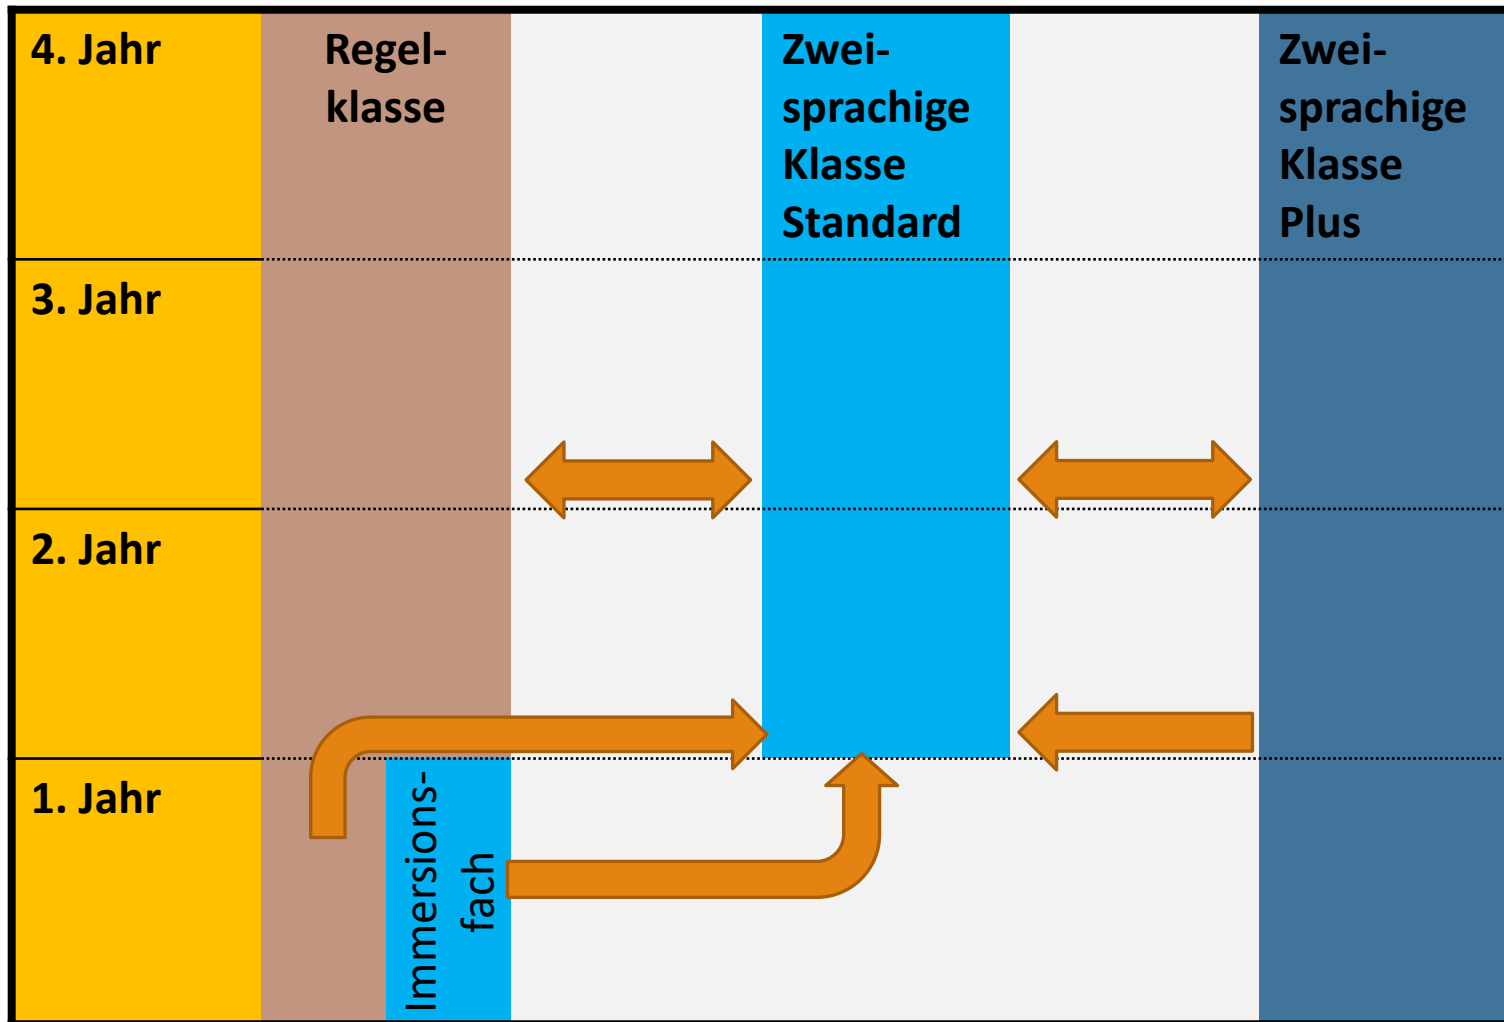 4. Jahr
Regel-
klasse
Zwei-
sprachige
Klasse
Standard
Zwei-
sprachige
Klasse
Plus
3. Jahr
2. Jahr
1. Jahr
Immersions-
fach